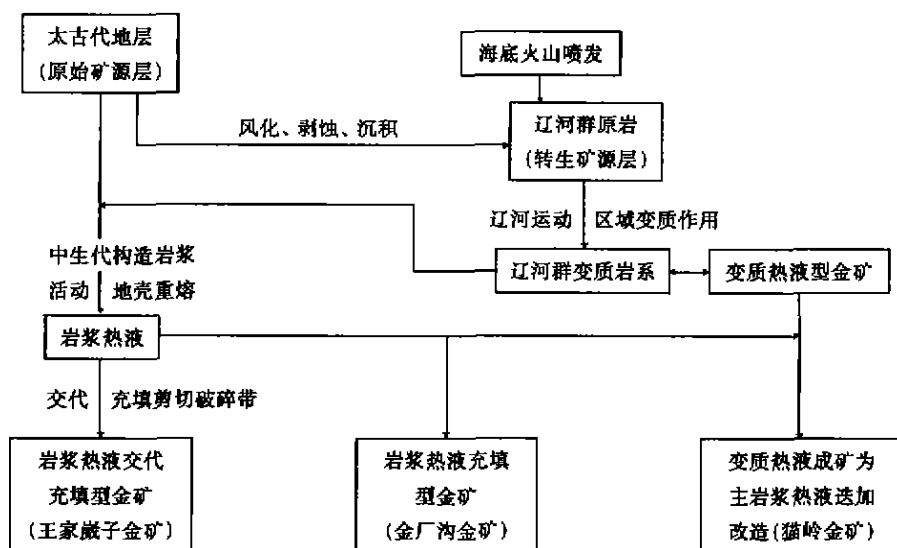 太古代地层
(原始矿源层)
海底火山喷发
风化、剥蚀、沉积
辽河群原岩
(转生矿源层)
辽河运动 区域变质作用
中生代构造岩浆
活动 地壳重熔
辽河群变质岩系
变质热液型金矿
岩浆热液
交代 充填剪切破碎带
岩浆热液交代
充填型金矿
(王家崴子金矿)
岩浆热液充填
型金矿
(金厂沟金矿)
变质热液成矿为
主岩浆热液迭加
改造(猫岭金矿)